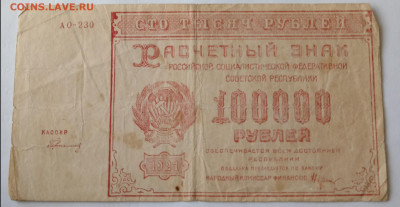 COINS.LAVE.RU
АО-230
СТО ТЫСЯЧ РУБЛЕЙ
РАСЧЕТНЫЙ ЗНАК
РОССИЙСКОЙ СОЦИАЛИСТИЧЕСКОЙ ФЕДЕРАТИВНОЙ
СОВЕТСКОЙ РЕСПУБЛИКИ
100000
РУБЛЕЙ
ОБЕСПЕЧИВАЕТСЯ ВСЕМ ДОСТОЯНИЕМ
РЕСПУБЛИКИ
КАССИР
1921
НАРОДНЫЙ КОМИССАР ФИНАНСОВ